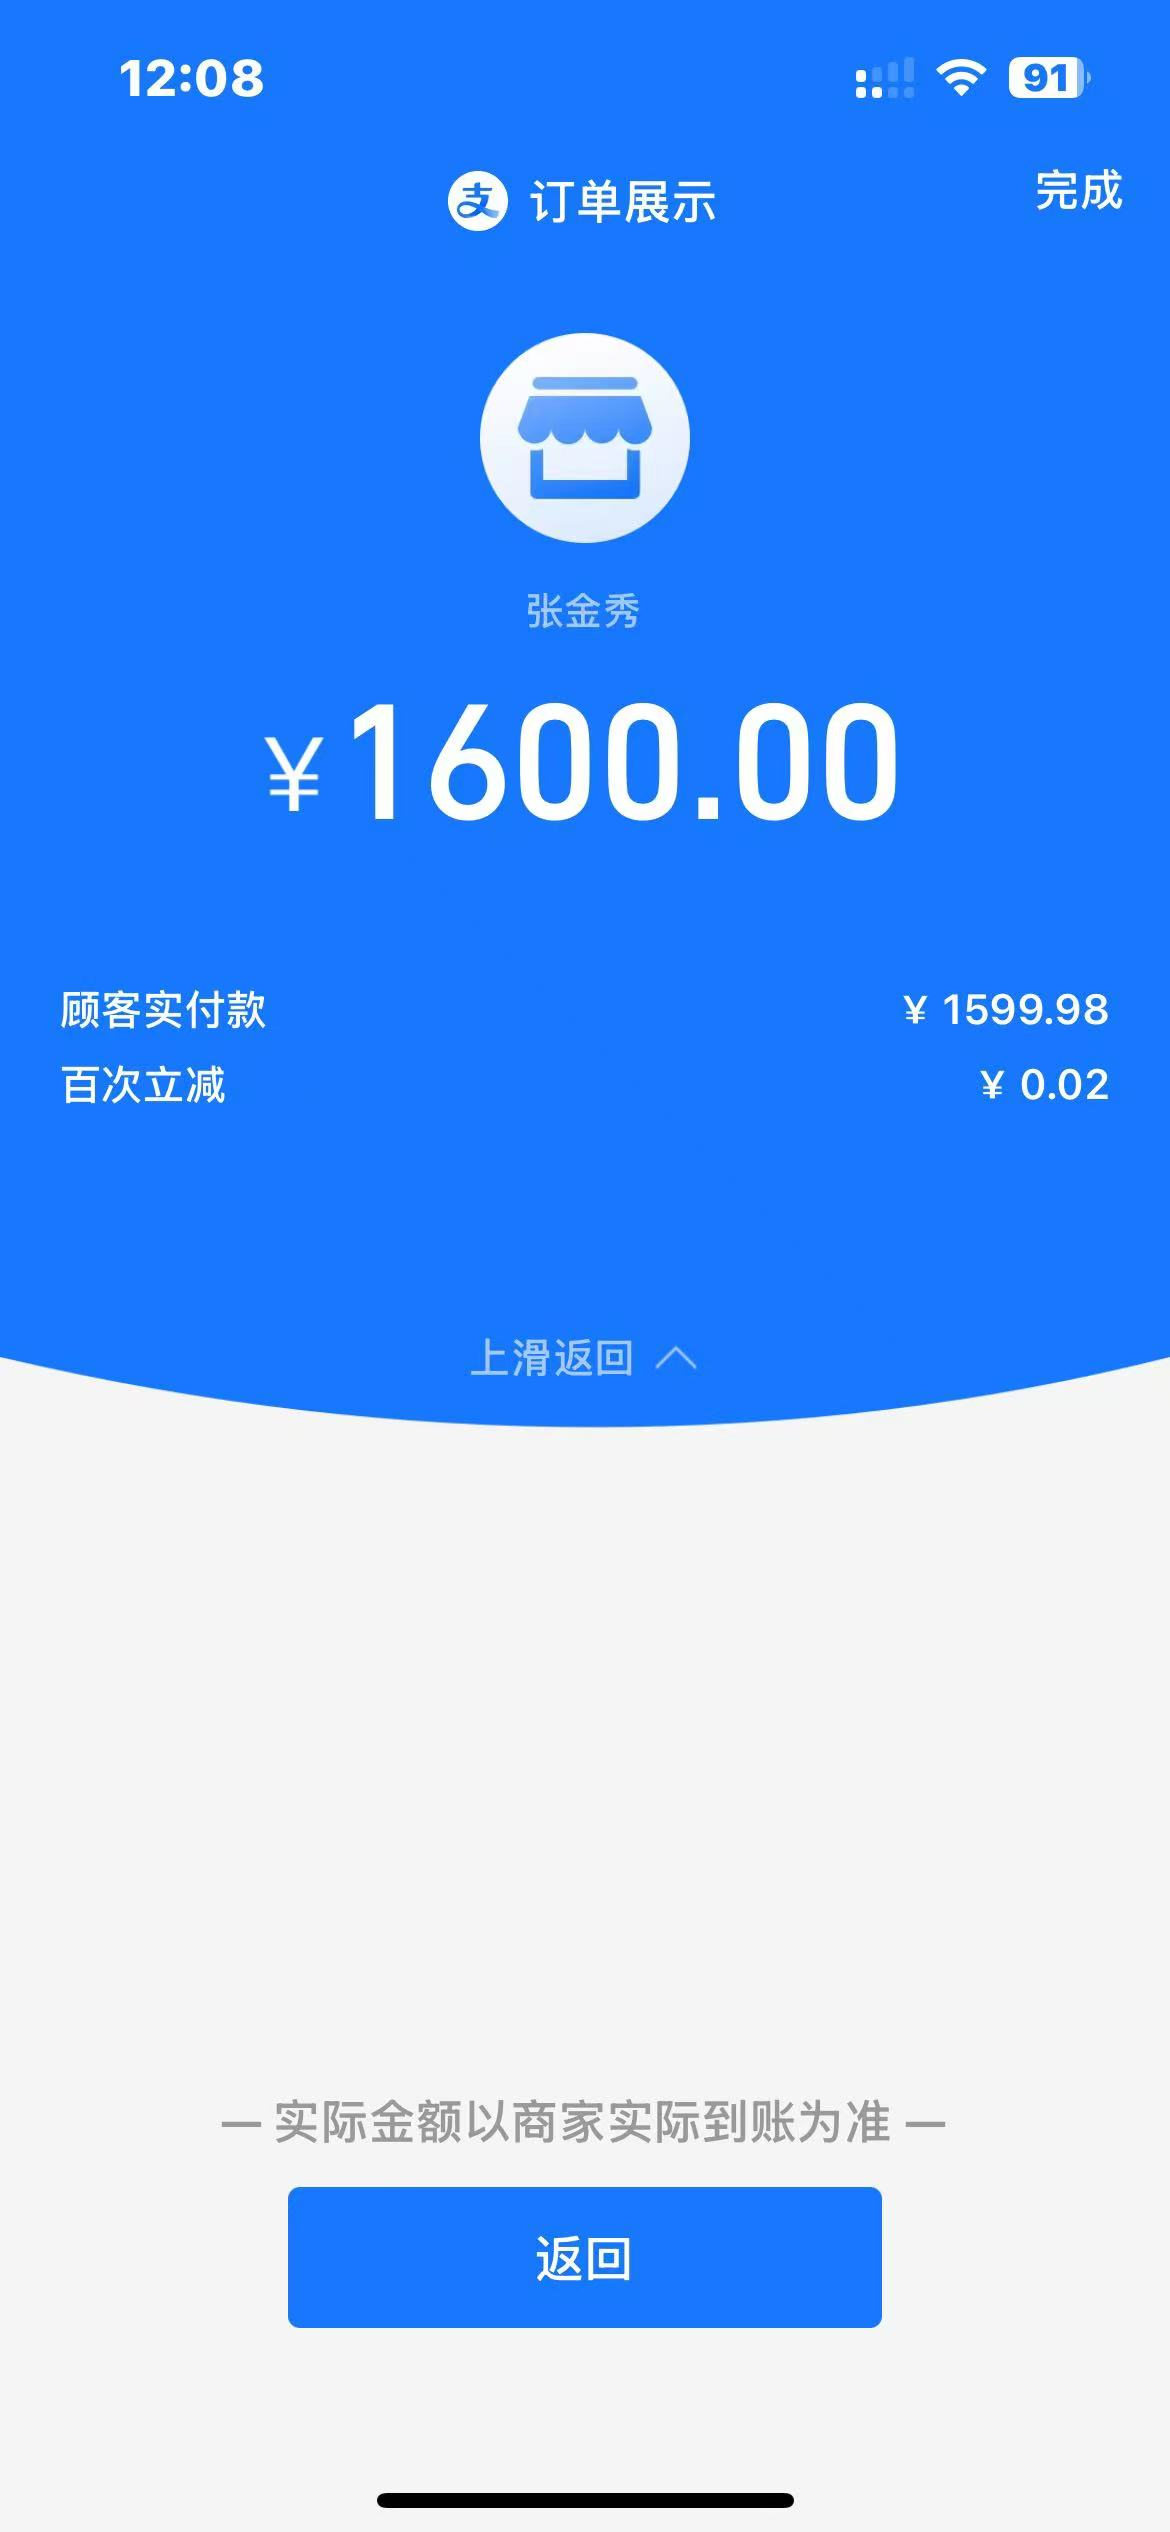 12:08
91
支 订单展示
完成
张金秀
¥1600.00
顾客实付款 ¥ 1599.98
百次立减 ¥ 0.02
上滑返回
— 实际金额以商家实际到账为准 —
返回